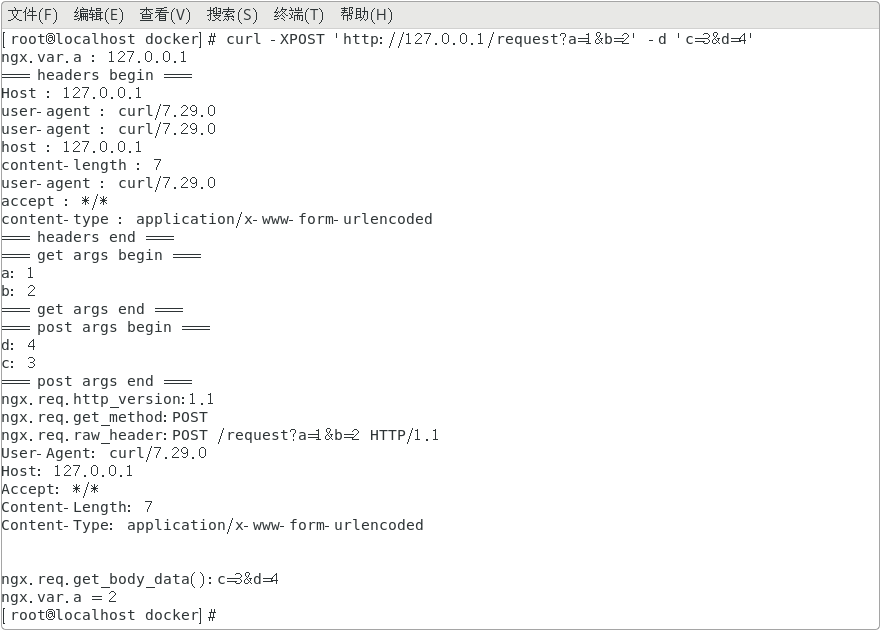 文件(F) 编辑(E) 查看(V) 搜索(S) 终端(T) 帮助(H)
[root@localhost docker]# curl -XPOST 'http://127.0.0.1/request?a=1&b=2' -d 'c=3&d=4'
ngx.var.a : 127.0.0.1
=== headers begin ===
Host : 127.0.0.1
user-agent : curl/7.29.0
user-agent : curl/7.29.0
host : 127.0.0.1
content-length : 7
user-agent : curl/7.29.0
accept : */*
content-type : application/x-www-form-urlencoded
=== headers end ===
=== get args begin ===
a: 1
b: 2
=== get args end ===
=== post args begin ===
d: 4
c: 3
=== post args end ===
ngx.req.http_version:1.1
ngx.req.get_method:POST
ngx.req.raw_header:POST /request?a=1&b=2 HTTP/1.1
User-Agent: curl/7.29.0
Host: 127.0.0.1
Accept: */*
Content-Length: 7
Content-Type: application/x-www-form-urlencoded
ngx.req.get_body_data():c=3&d=4
ngx.var.a = 2
[root@localhost docker]#